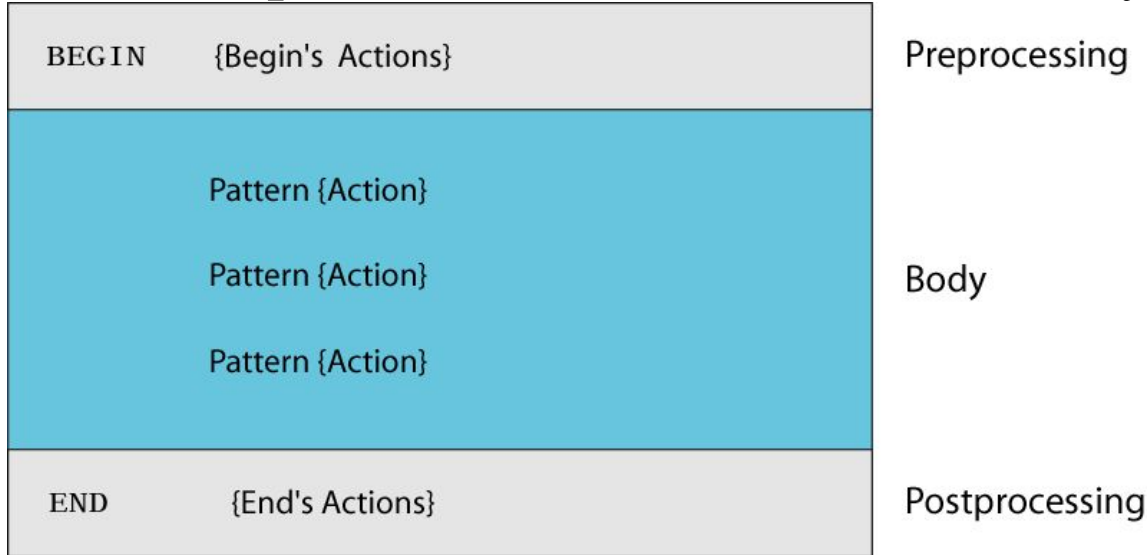 BEGIN {Begin's Actions} Preprocessing
Pattern {Action}
Pattern {Action} Body
Pattern {Action}
END {End's Actions} Postprocessing